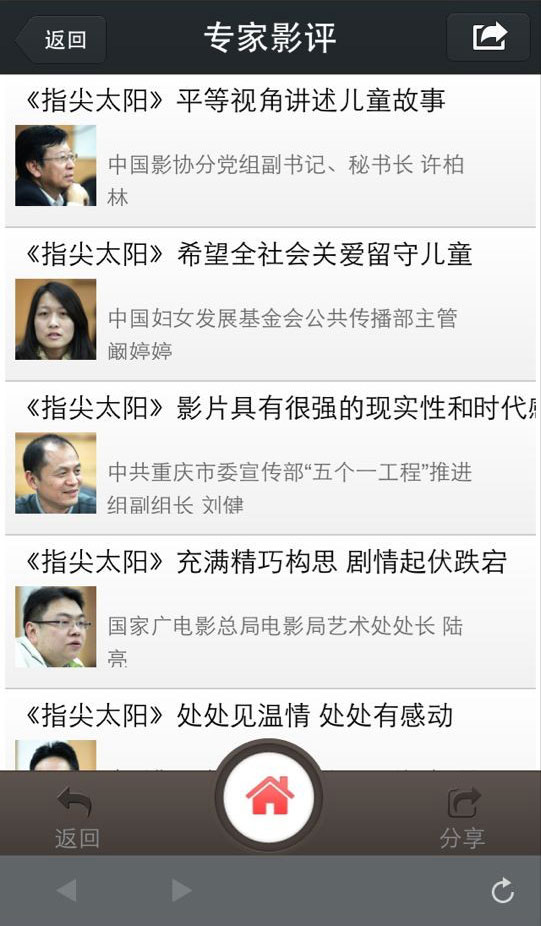 返回
专家影评
《指尖太阳》平等视角讲述儿童故事
中国影协分党组副书记、秘书长 许柏
林
《指尖太阳》希望全社会关爱留守儿童
中国妇女发展基金会公共传播部主管
阚婷婷
《指尖太阳》影片具有很强的现实性和时代感
中共重庆市委宣传部“五个一工程”推进
组副组长 刘健
《指尖太阳》充满精巧构思 剧情起伏跌宕
国家广电影总局电影局艺术处处长 陆
亮
《指尖太阳》处处见温情 处处有感动
返回
分享